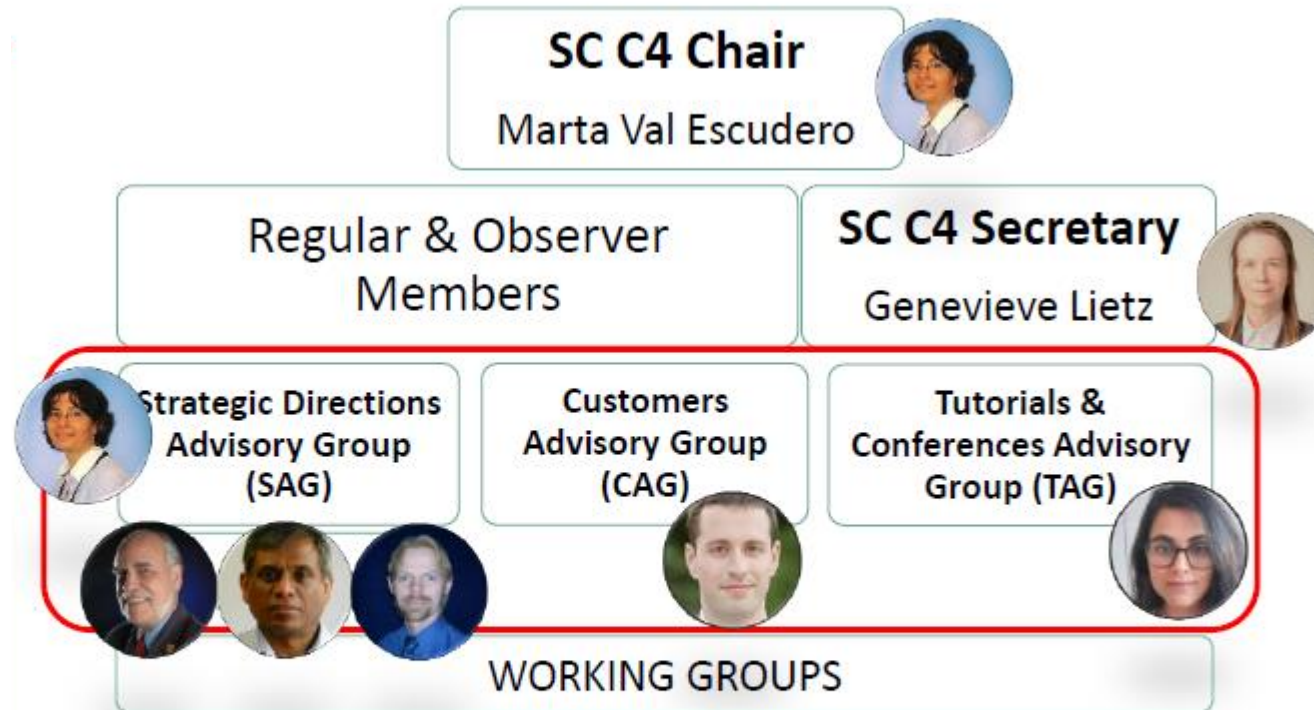 SC C4 Chair
Marta Val Escudero
Regular & Observer
Members
SC C4 Secretary
Genevieve Lietz
Strategic Directions
Advisory Group
(SAG)
Customers
Advisory Group
(CAG)
Tutorials &
Conferences Advisory
Group (TAG)
WORKING GROUPS